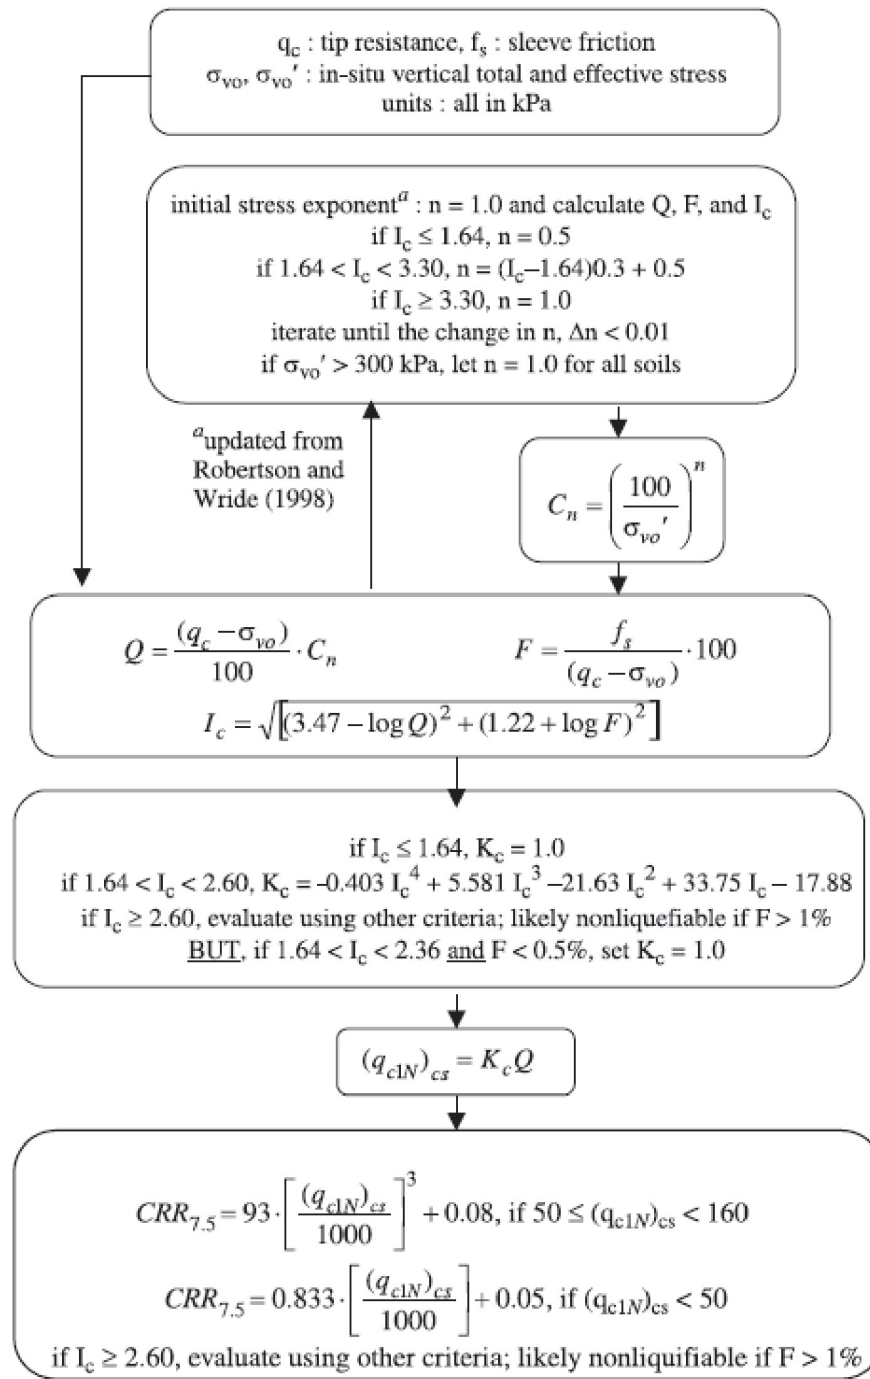 q_c : tip resistance, f_s : sleeve friction
σ_vo, σ_vo′ : in-situ vertical total and effective stress
units : all in kPa
initial stress exponent^a : n = 1.0 and calculate Q, F, and I_c
if I_c ≤ 1.64, n = 0.5
if 1.64 < I_c < 3.30, n = (I_c–1.64)0.3 + 0.5
if I_c ≥ 3.30, n = 1.0
iterate until the change in n, Δn < 0.01
if σ_vo′ > 300 kPa, let n = 1.0 for all soils
^a updated from
Robertson and
Wride (1998)
C_n = (100 / σ_vo′)^n
Q = (q_c – σ_vo) / 100 · C_n
F = f_s / (q_c – σ_vo) · 100
I_c = √[(3.47 – log Q)^2 + (1.22 + log F)^2]
if I_c ≤ 1.64, K_c = 1.0
if 1.64 < I_c < 2.60, K_c = -0.403 I_c^4 + 5.581 I_c^3 –21.63 I_c^2 + 33.75 I_c – 17.88
if I_c ≥ 2.60, evaluate using other criteria; likely nonliquefiable if F > 1%
BUT, if 1.64 < I_c < 2.36 and F < 0.5%, set K_c = 1.0
(q_c1N)_cs = K_c Q
CRR_7.5 = 93 · [(q_c1N)_cs / 1000]^3 + 0.08, if 50 ≤ (q_c1N)_cs < 160
CRR_7.5 = 0.833 · [(q_c1N)_cs / 1000] + 0.05, if (q_c1N)_cs < 50
if I_c ≥ 2.60, evaluate using other criteria; likely nonliquifiable if F > 1%